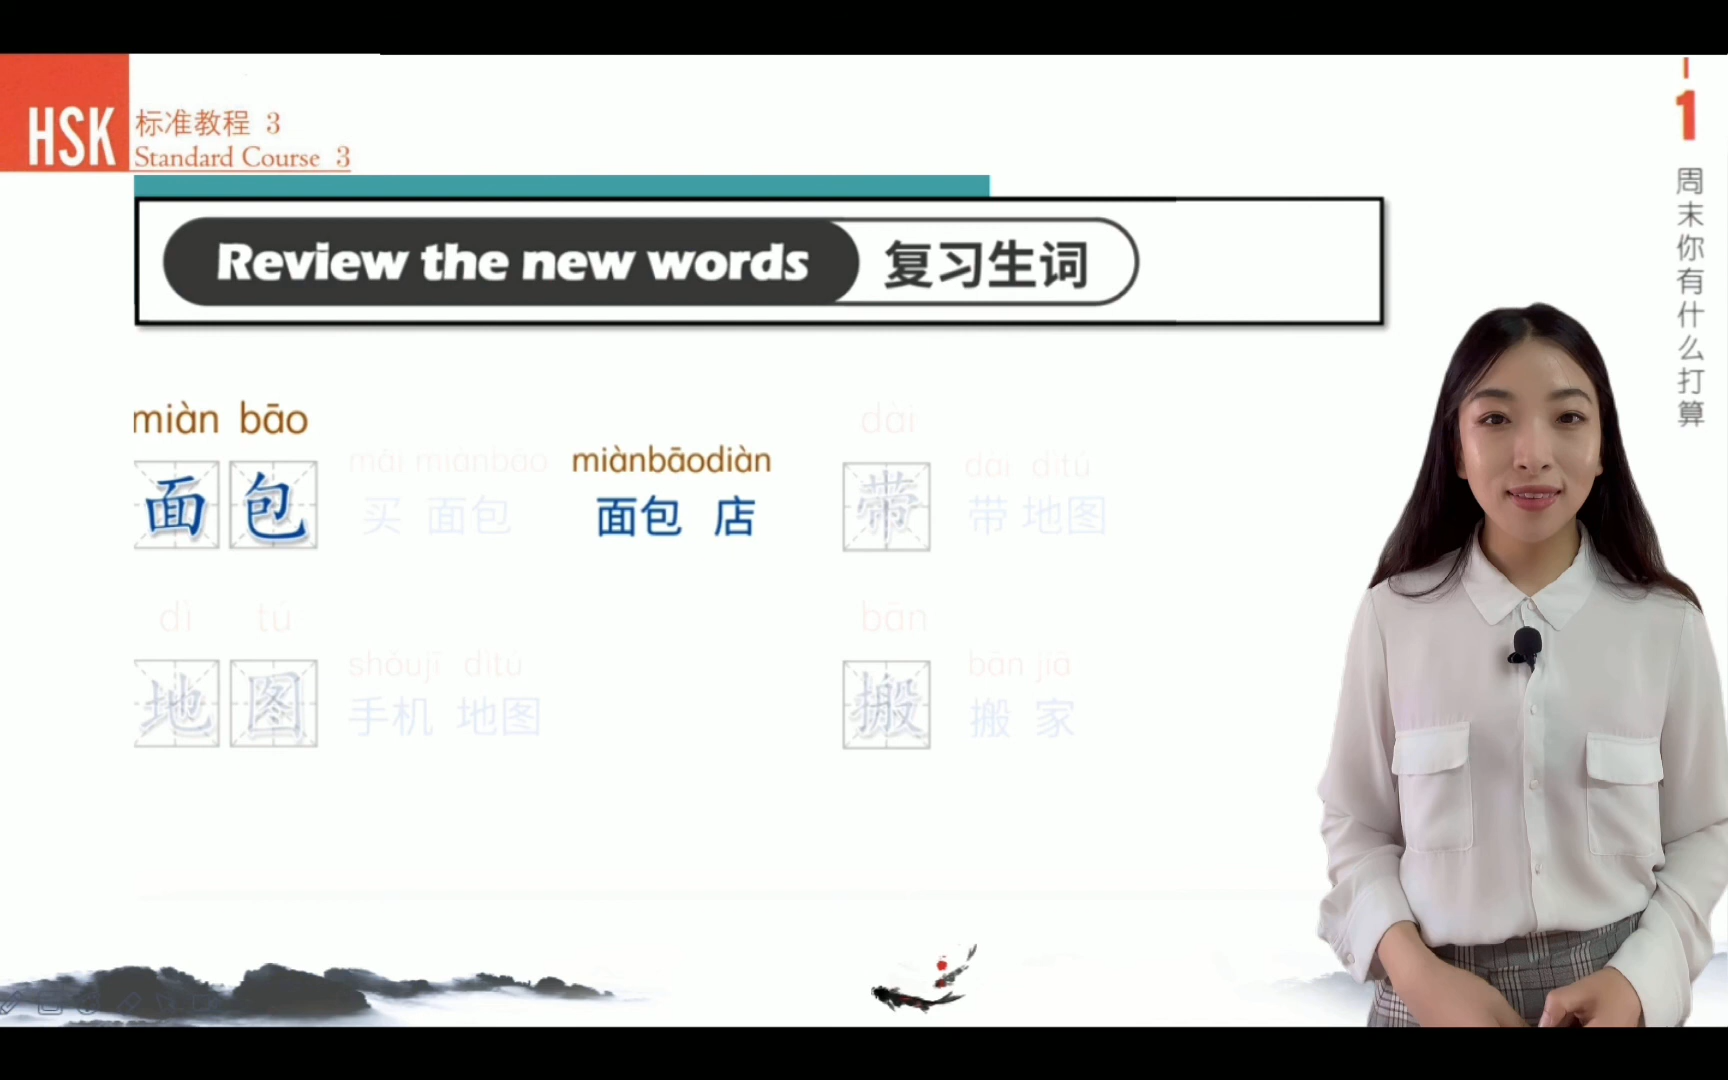 HSK
标准教程 3
Standard Course 3
Review the new words 复习生词
miàn bāo
面包
mǎi miànbāo
买 面包
miànbāodiàn
面包 店
dài
带
dài dìtú
带 地图
dì tú
地图
shǒujī dìtú
手机 地图
bān
搬
bān jiā
搬 家
1
周末你有什么打算